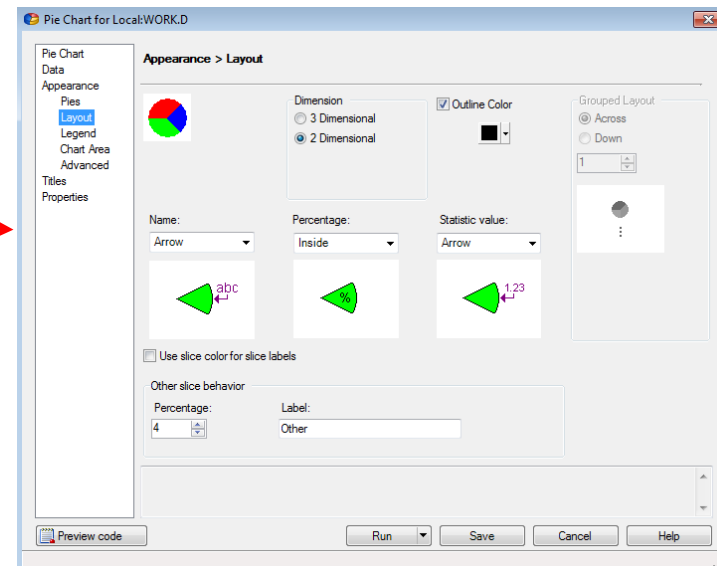 Pie Chart for Local:WORK.D
Pie Chart
Data
Appearance
Pies
Layout
Legend
Chart Area
Advanced
Titles
Properties
Appearance > Layout
Dimension
3 Dimensional
2 Dimensional
Outline Color
Grouped Layout
Across
Down
1
Name:
Percentage:
Statistic value:
Arrow
Inside
Arrow
abc
%
1.23
Use slice color for slice labels
Other slice behavior
Percentage:
Label:
4
Other
Preview code
Run
Save
Cancel
Help